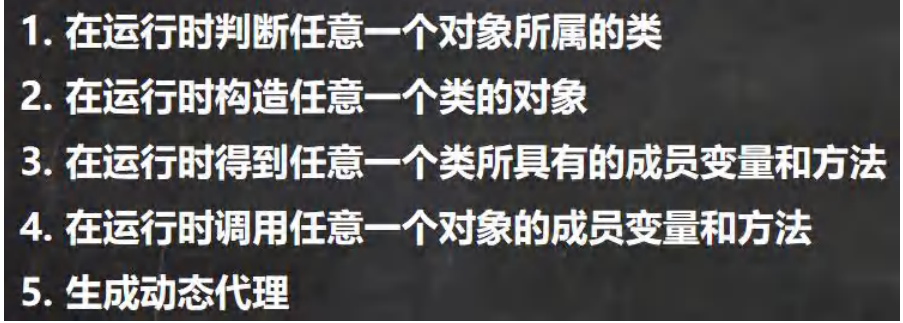 1. 在运行时判断任意一个对象所属的类
2. 在运行时构造任意一个类的对象
3. 在运行时得到任意一个类所具有的成员变量和方法
4. 在运行时调用任意一个对象的成员变量和方法
5. 生成动态代理